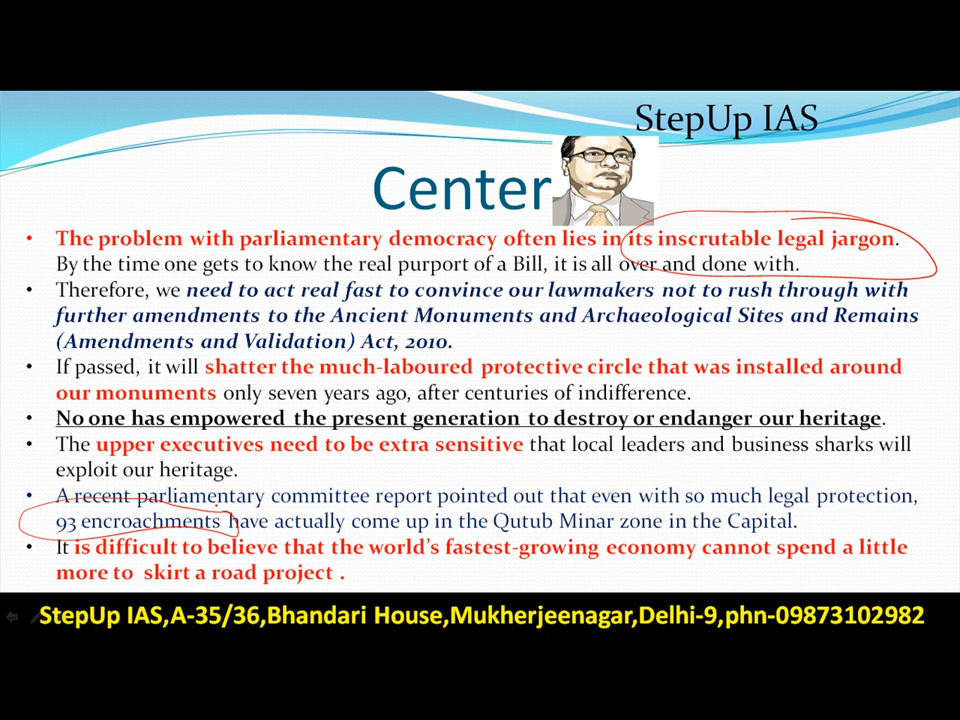 StepUp IAS
Center
• The problem with parliamentary democracy often lies in its inscrutable legal jargon.
By the time one gets to know the real purport of a Bill, it is all over and done with.
• Therefore, we need to act real fast to convince our lawmakers not to rush through with
further amendments to the Ancient Monuments and Archaeological Sites and Remains
(Amendments and Validation) Act, 2010.
• If passed, it will shatter the much-laboured protective circle that was installed around
our monuments only seven years ago, after centuries of indifference.
• No one has empowered the present generation to destroy or endanger our heritage.
• The upper executives need to be extra sensitive that local leaders and business sharks will
exploit our heritage.
• A recent parliamentary committee report pointed out that even with so much legal protection,
93 encroachments have actually come up in the Qutub Minar zone in the Capital.
• It is difficult to believe that the world's fastest-growing economy cannot spend a little
more to skirt a road project .
StepUp IAS,A-35/36,Bhandari House,Mukherjeenagar,Delhi-9,phn-09873102982